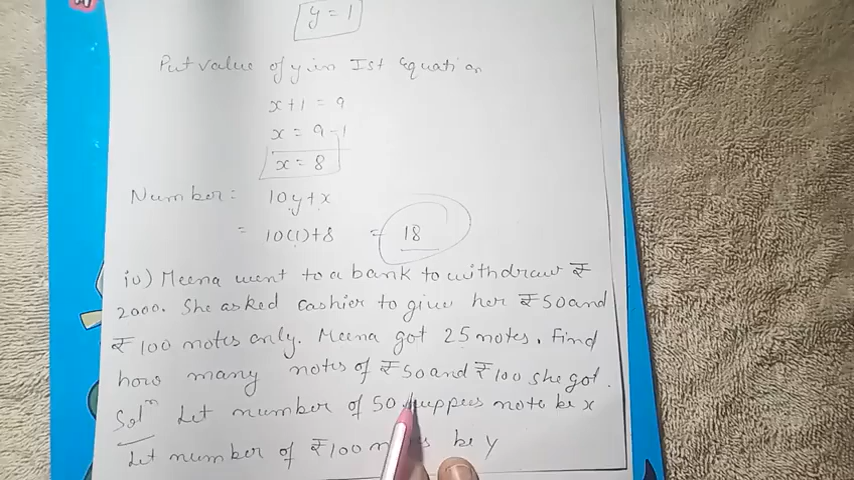 y = 1
Put value of y in Ist Equation
x+1 = 9
x = 9-1
x = 8
Number = 10y+x
= 10(1)+8 = 18
iv) Meena went to a bank to withdraw ₹
2000. She asked cashier to give her ₹50 and
₹100 notes only. Meena got 25 notes. Find
how many notes of ₹50 and ₹100 she got.
Solⁿ Let number of 50 ruppees note be x
Let number of ₹100 notes be y